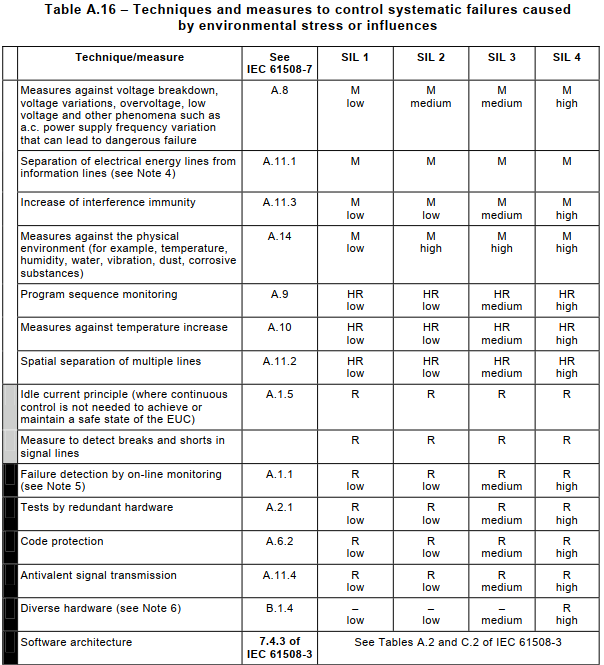 Table A.16 – Techniques and measures to control systematic failures caused
by environmental stress or influences
Technique/measure See SIL 1 SIL 2 SIL 3 SIL 4
IEC 61508-7
Measures against voltage breakdown, A.8 M M M M
voltage variations, overvoltage, low low medium medium high
voltage and other phenomena such as
a.c. power supply frequency variation
that can lead to dangerous failure
Separation of electrical energy lines from A.11.1 M M M M
information lines (see Note 4)
Increase of interference immunity A.11.3 M M M M
low low medium high
Measures against the physical A.14 M M M M
environment (for example, temperature, low high high high
humidity, water, vibration, dust, corrosive
substances)
Program sequence monitoring A.9 HR HR HR HR
low low medium high
Measures against temperature increase A.10 HR HR HR HR
low low medium high
Spatial separation of multiple lines A.11.2 HR HR HR HR
low low medium high
Idle current principle (where continuous A.1.5 R R R R
control is not needed to achieve or
maintain a safe state of the EUC)
Measure to detect breaks and shorts in R R R R
signal lines
Failure detection by on-line monitoring A.1.1 R R R R
(see Note 5) low low medium high
Tests by redundant hardware A.2.1 R R R R
low low medium high
Code protection A.6.2 R R R R
low low medium high
Antivalent signal transmission A.11.4 R R R R
low low medium high
Diverse hardware (see Note 6) B.1.4 – – – R
low low medium high
Software architecture 7.4.3 of See Tables A.2 and C.2 of IEC 61508-3
IEC 61508-3